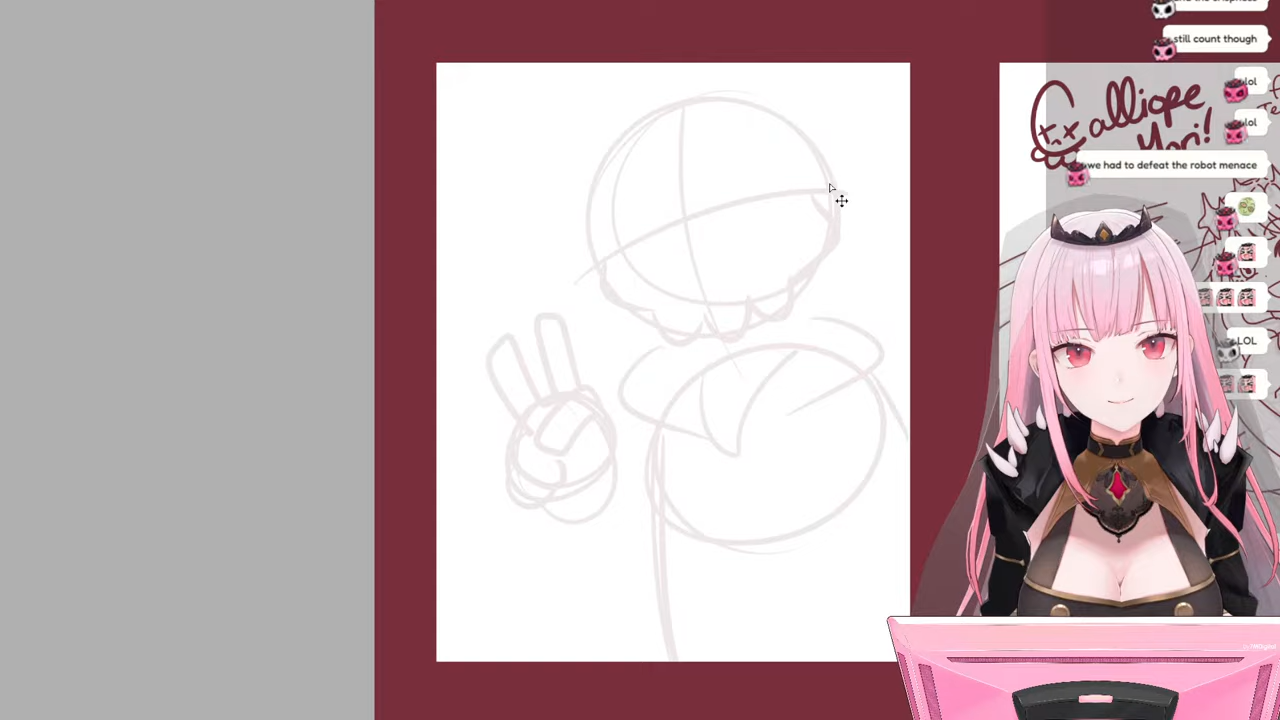 still count though
lol
Calliope
Mori!
lol
we had to defeat the robot menace
LOL